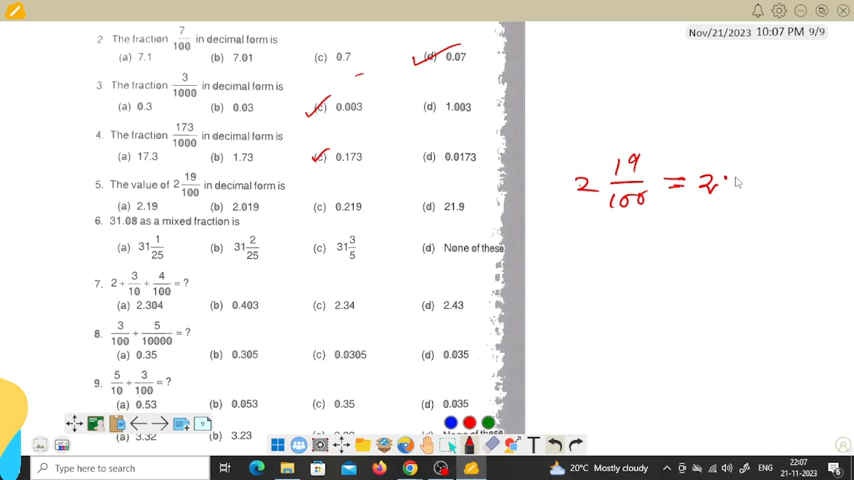 Nov/21/2023 10:07 PM 9/9
2 The fraction 7/100 in decimal form is
(a) 7.1 (b) 7.01 (c) 0.7 (d) 0.07
3 The fraction 3/1000 in decimal form is
(a) 0.3 (b) 0.03 (c) 0.003 (d) 1.003
4. The fraction 173/1000 in decimal form is
(a) 17.3 (b) 1.73 (c) 0.173 (d) 0.0173
5. The value of 2 19/100 in decimal form is
(a) 2.19 (b) 2.019 (c) 0.219 (d) 21.9
6. 31.08 as a mixed fraction is
(a) 31 1/25 (b) 31 2/25 (c) 31 3/5 (d) None of these
7. 2 + 3/10 + 4/100 = ?
(a) 2.304 (b) 0.403 (c) 2.34 (d) 2.43
8. 3/100 + 5/10000 = ?
(a) 0.35 (b) 0.305 (c) 0.0305 (d) 0.035
9. 5/10 + 3/100 = ?
(a) 0.53 (b) 0.053 (c) 0.35 (d) 0.035
(a) 3.32 (b) 3.23
2 19/100 = 2.
9
T
Type here to search
20°C Mostly cloudy
ENG
22:07
21-11-2023
6